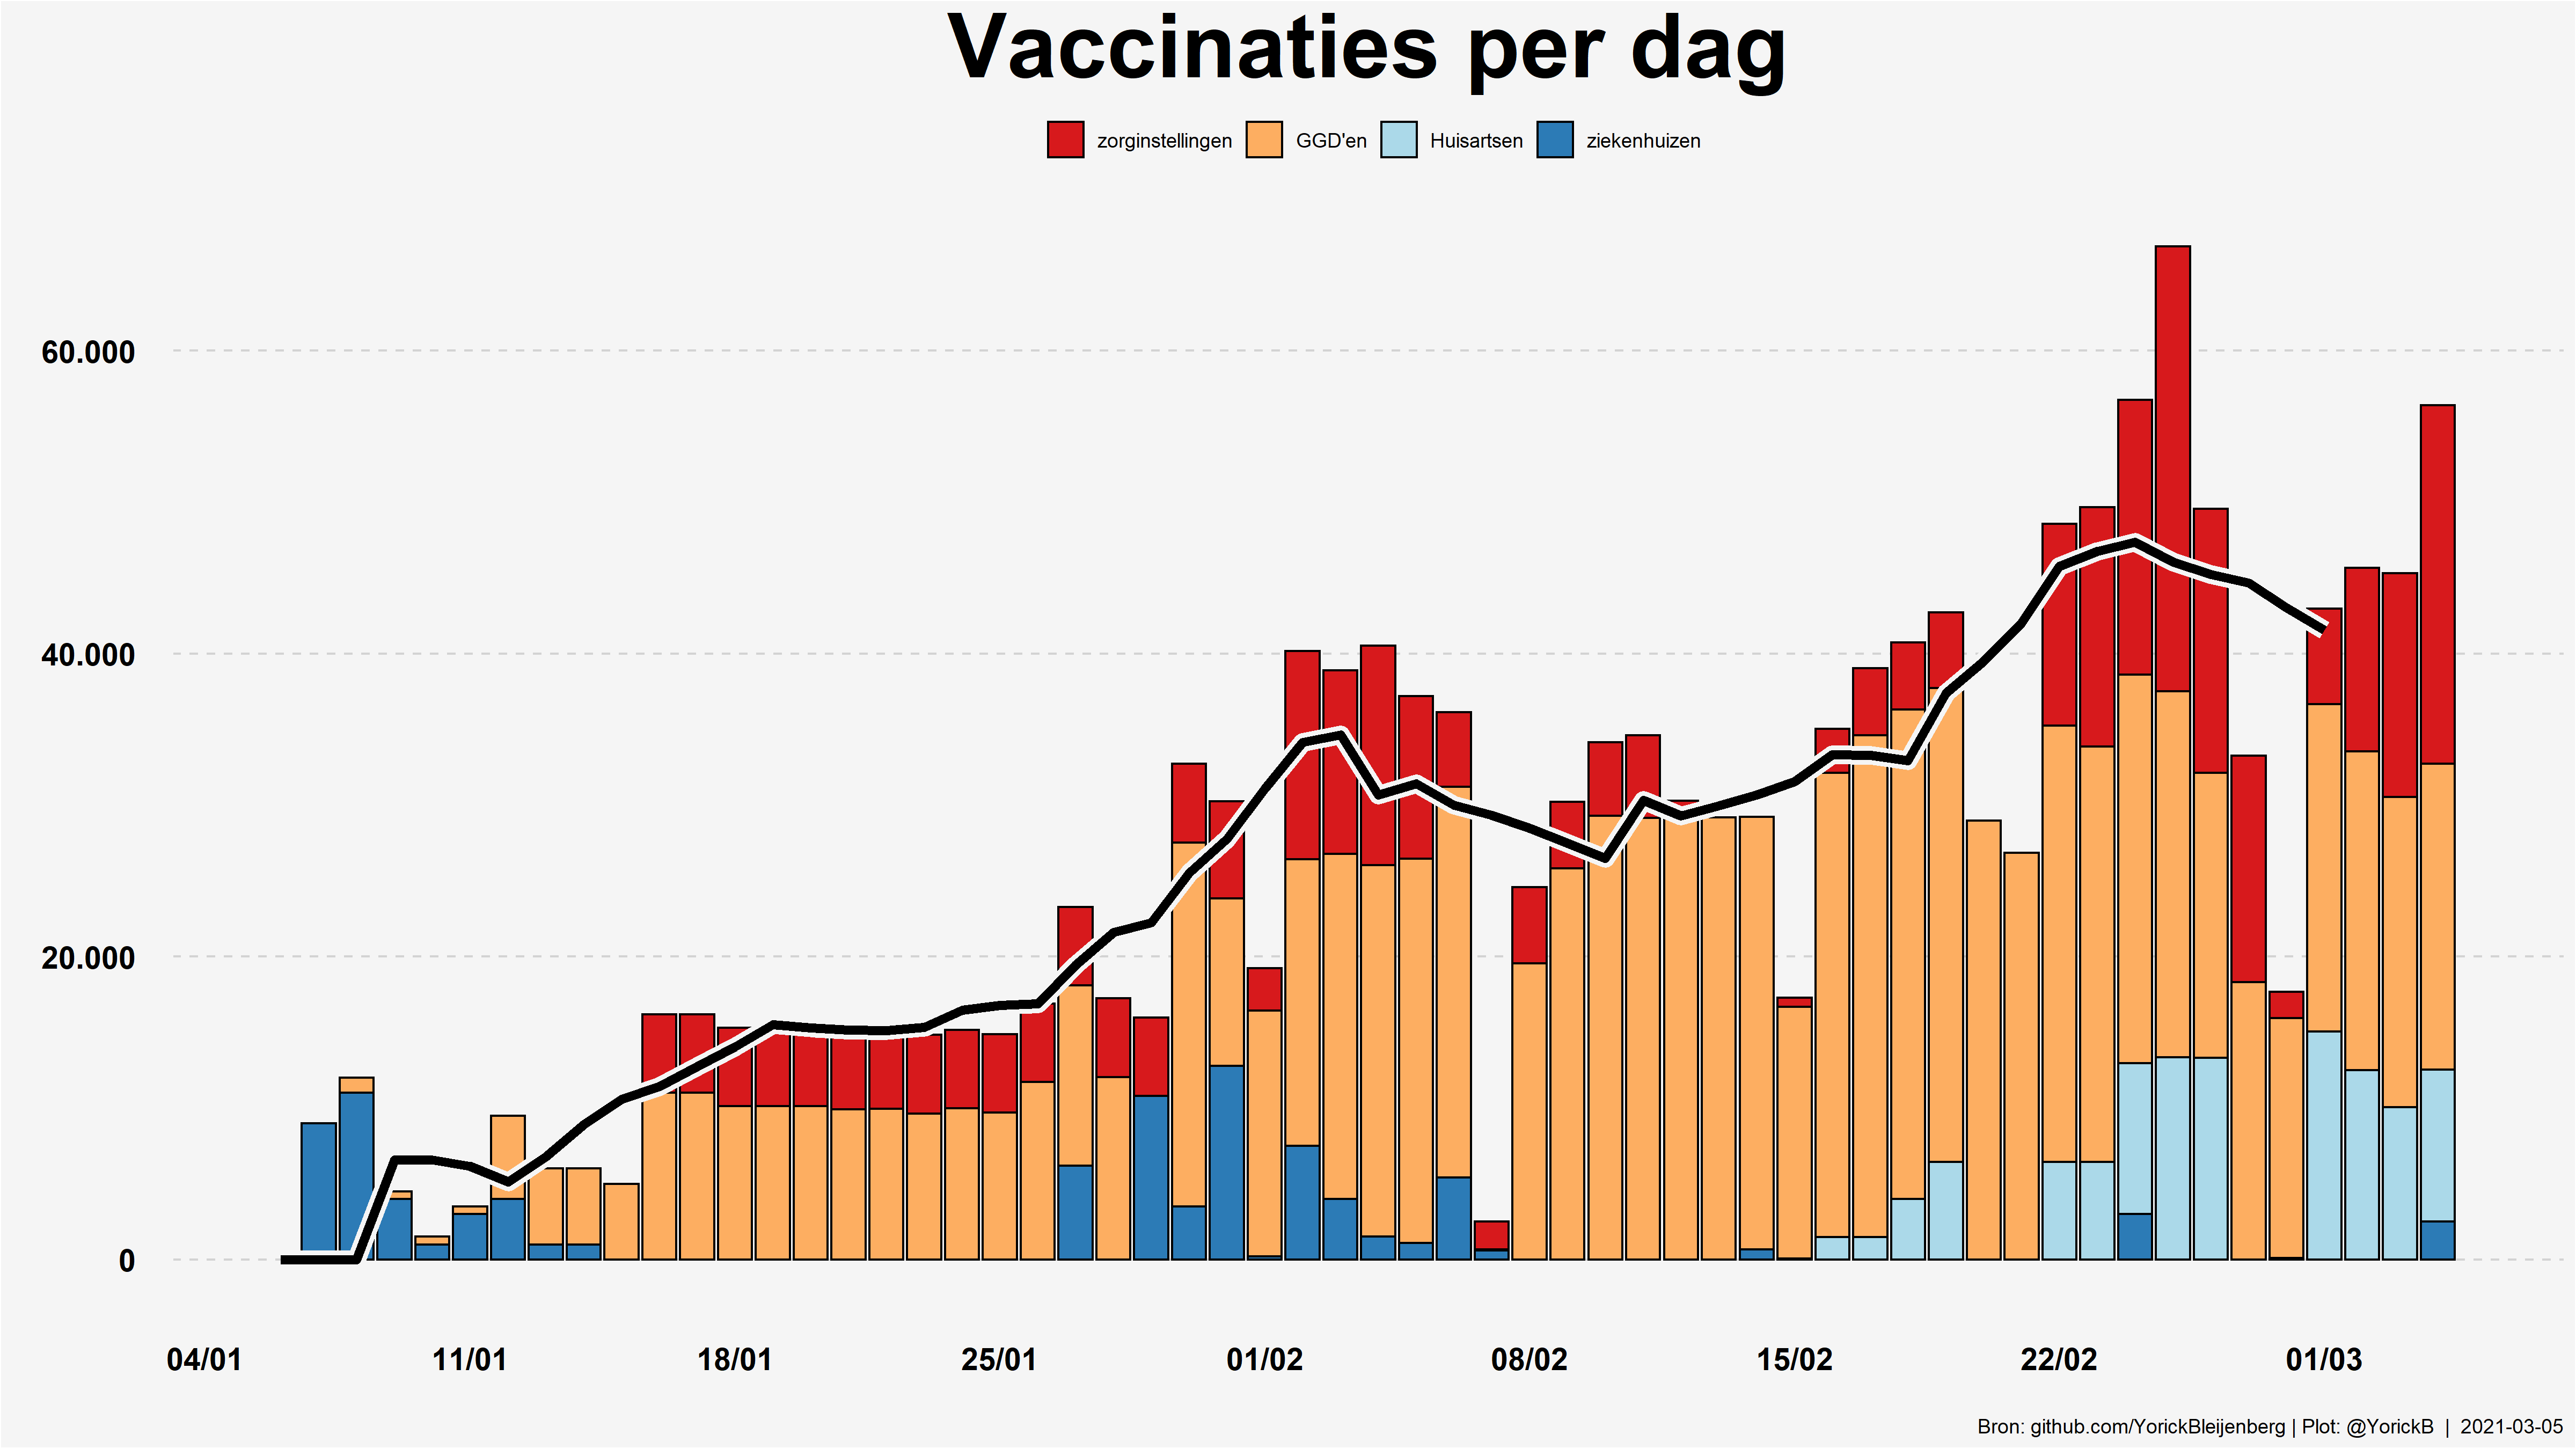 Vaccinaties per dag
zorginstellingen GGD'en Huisartsen ziekenhuizen
60.000
40.000
20.000
0
04/01 11/01 18/01 25/01 01/02 08/02 15/02 22/02 01/03
Bron: github.com/YorickBleijenberg | Plot: @YorickB | 2021-03-05